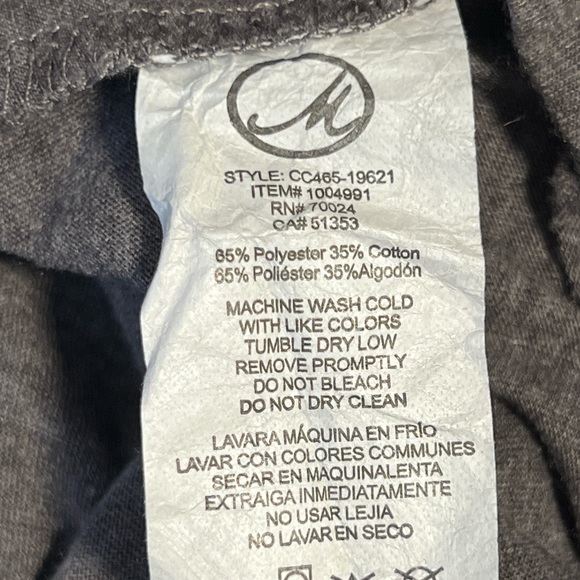 M
STYLE: CC465-19621
ITEM# 1004991
RN# 70024
CA# 51353
65% Polyester 35% Cotton
65% Poliéster 35%Algodón
MACHINE WASH COLD
WITH LIKE COLORS
TUMBLE DRY LOW
REMOVE PROMPTLY
DO NOT BLEACH
DO NOT DRY CLEAN
LAVARA MÁQUINA EN FRÍO
LAVAR CON COLORES COMMUNES
SECAR EN MAQUINALENTA
EXTRAIGA INMEDIATAMENTE
NO USAR LEJIA
NO LAVAR EN SECO